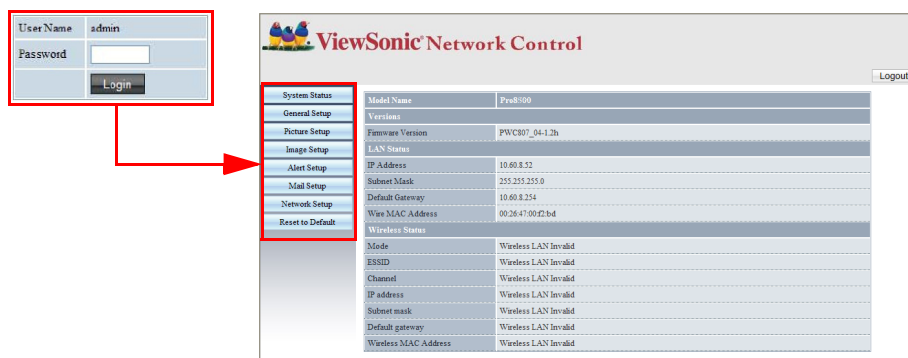 User Name admin
Password
Login
ViewSonic® Network Control
Logout
System Status
General Setup
Picture Setup
Image Setup
Alert Setup
Mail Setup
Network Setup
Reset to Default
Model Name Pro8500
Versions
Firmware Version PWC807_04-1.2h
LAN Status
IP Address 10.60.8.52
Subnet Mask 255.255.255.0
Default Gateway 10.60.8.254
Wire MAC Address 00:26:47:00:f2:bd
Wireless Status
Mode Wireless LAN Invalid
ESSID Wireless LAN Invalid
Channel Wireless LAN Invalid
IP address Wireless LAN Invalid
Subnet mask Wireless LAN Invalid
Default gateway Wireless LAN Invalid
Wireless MAC Address Wireless LAN Invalid